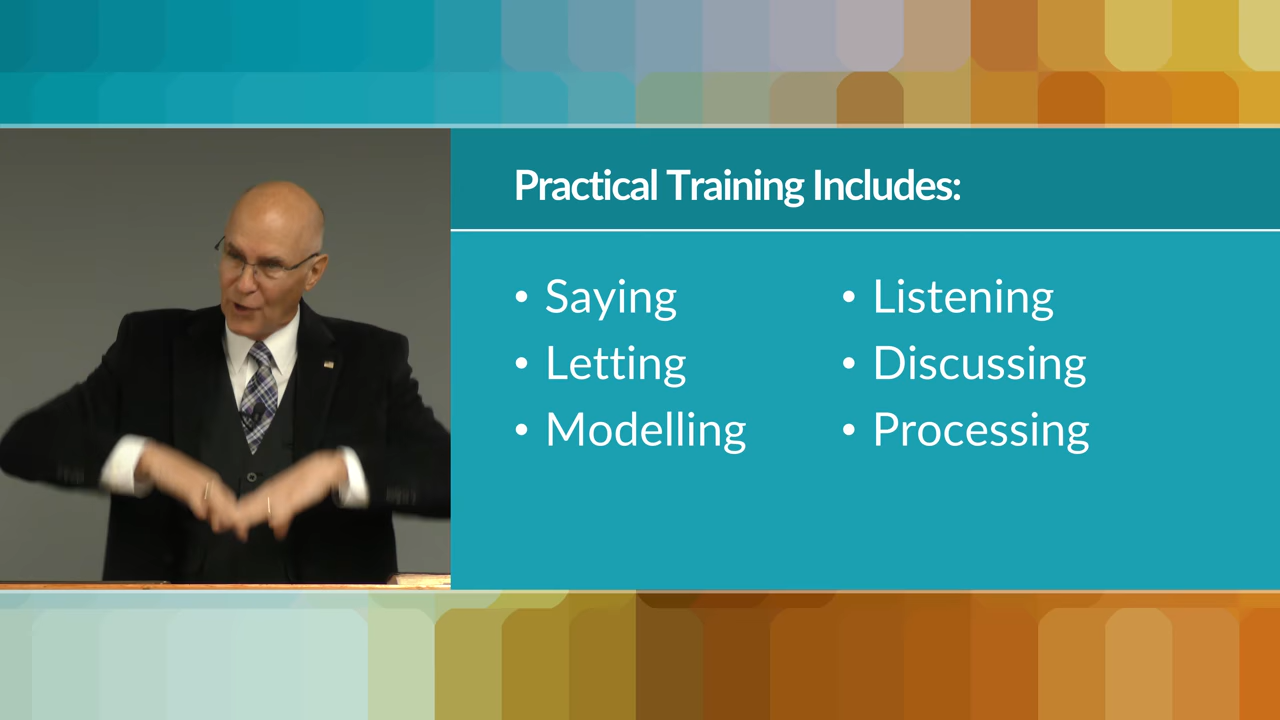 Practical Training Includes:
• Saying
• Letting
• Modelling
• Listening
• Discussing
• Processing